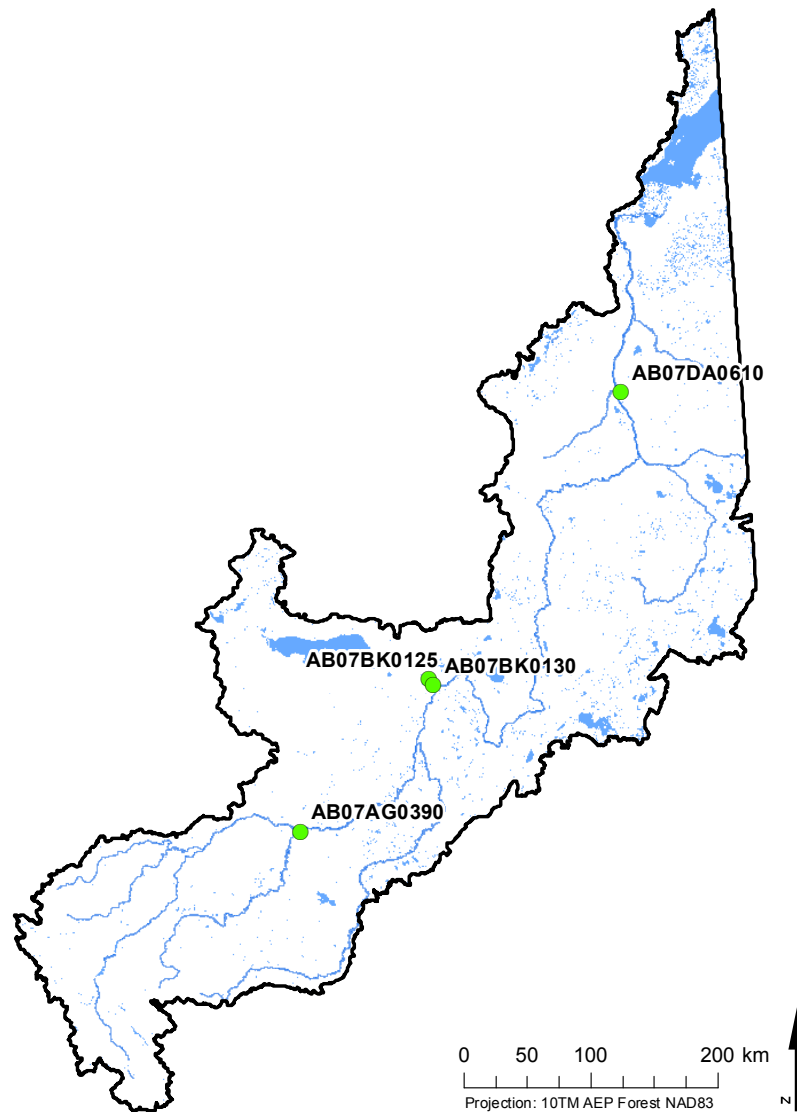 AB07DA0610
AB07BK0125 AB07BK0130
AB07AG0390
0 50 100 200 km
Projection: 10TM AEP Forest NAD83
N